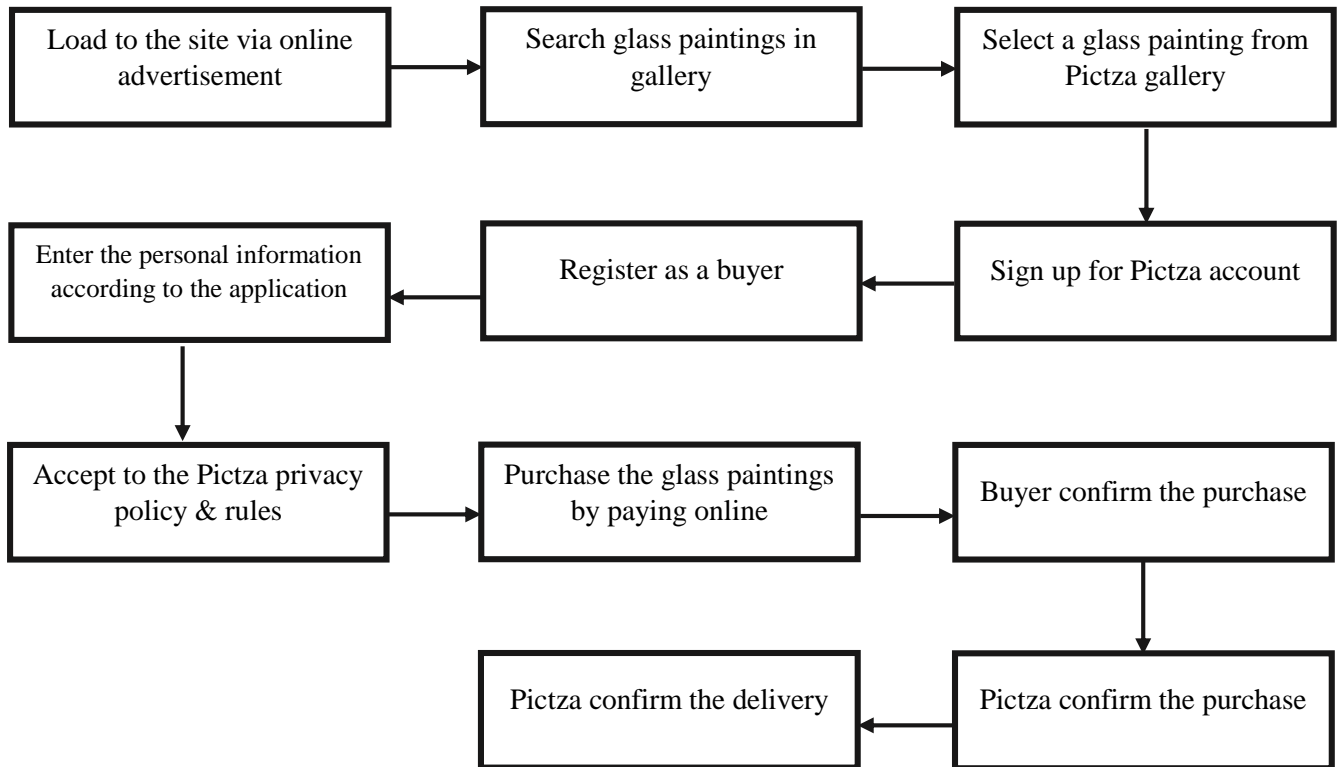 Load to the site via online
advertisement
Search glass paintings in
gallery
Select a glass painting from
Pictza gallery
Sign up for Pictza account
Register as a buyer
Enter the personal information
according to the application
Accept to the Pictza privacy
policy & rules
Purchase the glass paintings
by paying online
Buyer confirm the purchase
Pictza confirm the purchase
Pictza confirm the delivery